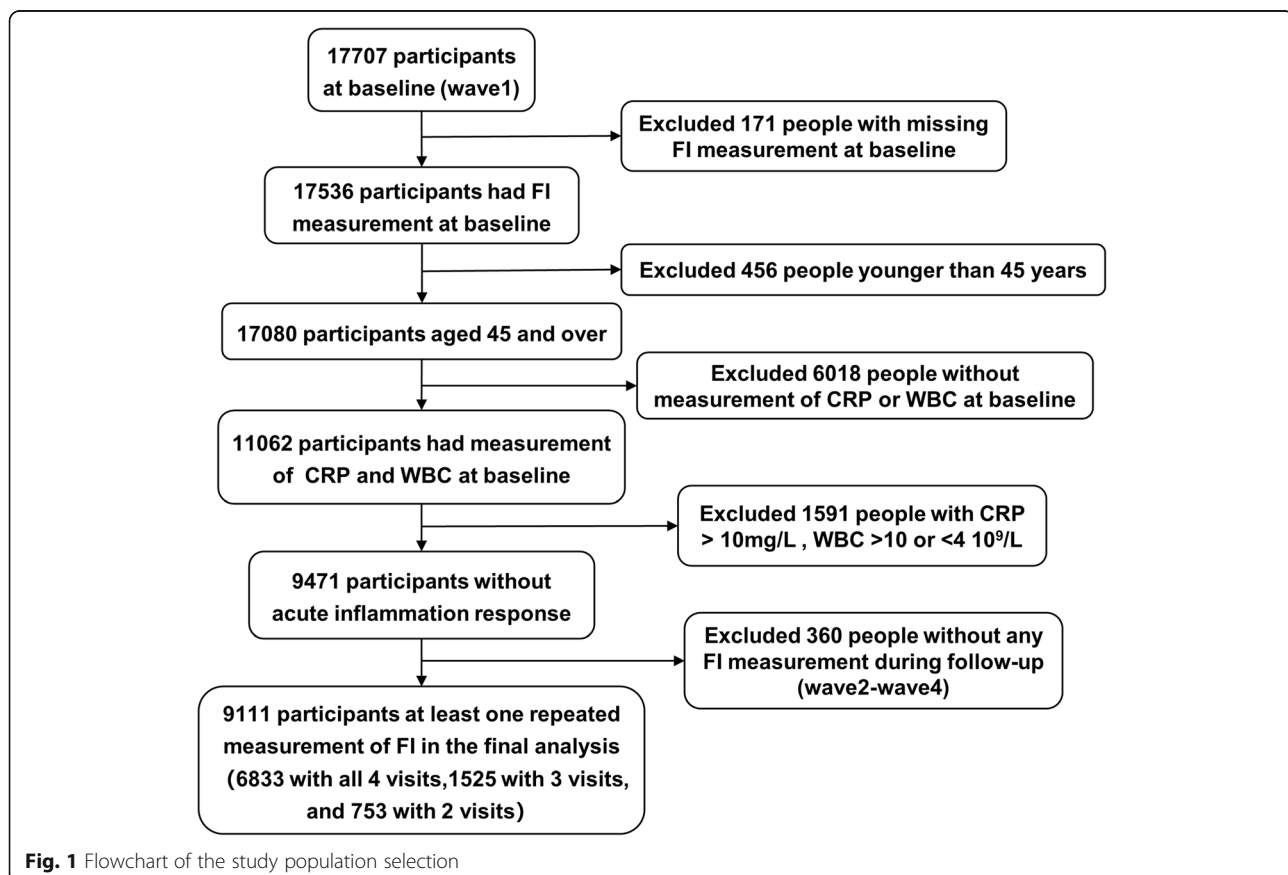 17707 participants
at baseline (wave1)
Excluded 171 people with missing
FI measurement at baseline
17536 participants had FI
measurement at baseline
Excluded 456 people younger than 45 years
17080 participants aged 45 and over
Excluded 6018 people without
measurement of CRP or WBC at baseline
11062 participants had measurement
of CRP and WBC at baseline
Excluded 1591 people with CRP
> 10mg/L , WBC >10 or <4 10⁹/L
9471 participants without
acute inflammation response
Excluded 360 people without any
FI measurement during follow-up
(wave2-wave4)
9111 participants at least one repeated
measurement of FI in the final analysis
(6833 with all 4 visits,1525 with 3 visits,
and 753 with 2 visits)
Fig. 1 Flowchart of the study population selection